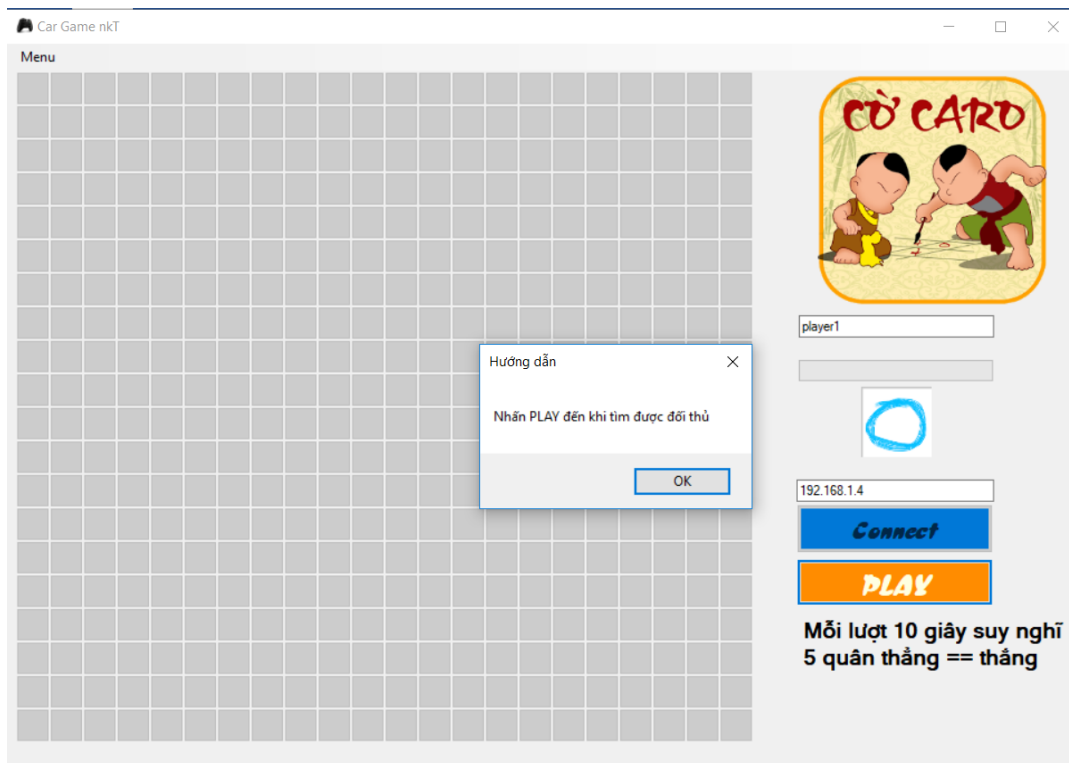 Car Game nkT
Menu
CỜ CARO
player1
Hướng dẫn
Nhấn PLAY đến khi tìm được đối thủ
OK
192.168.1.4
Connect
PLAY
Mỗi lượt 10 giây suy nghĩ
5 quân thẳng == thắng